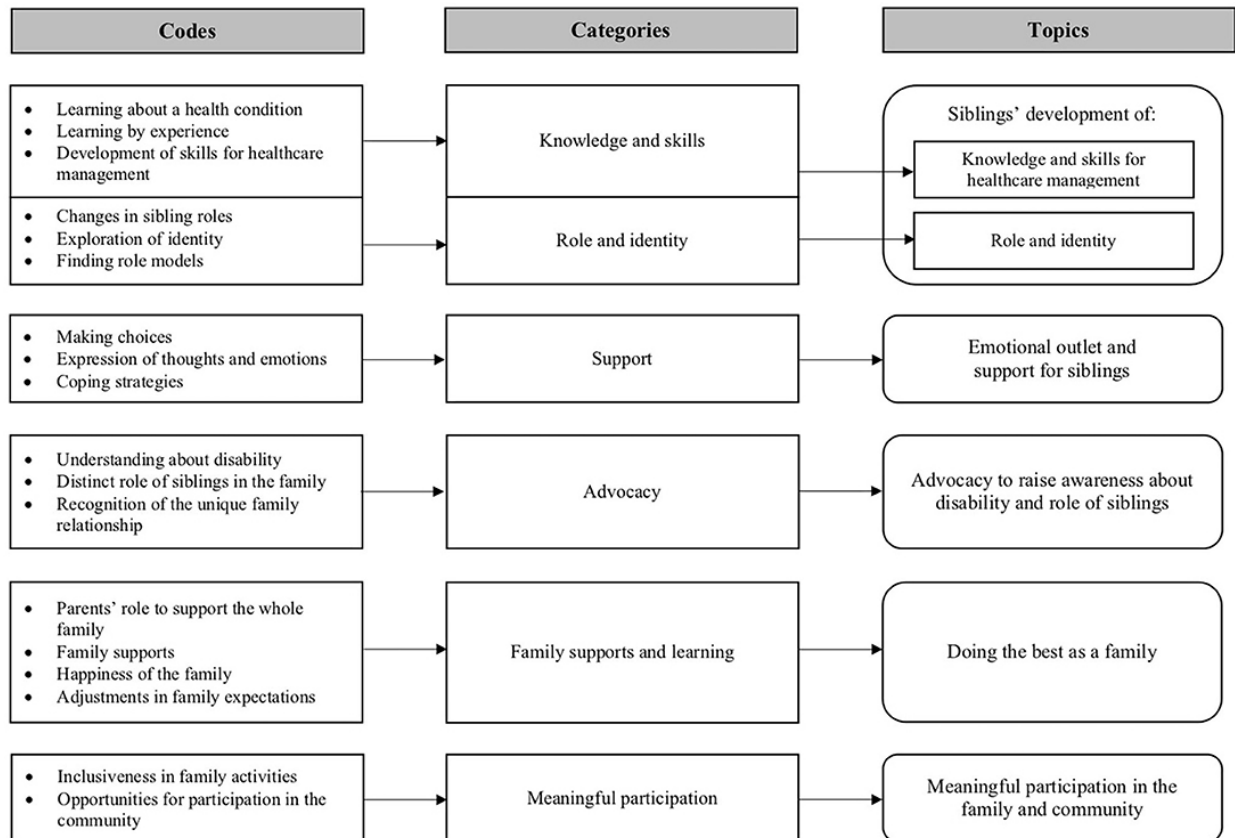 Codes
Categories
Topics
• Learning about a health condition
• Learning by experience
• Development of skills for healthcare
management
Knowledge and skills
Siblings’ development of:
Knowledge and skills for
healthcare management
• Changes in sibling roles
• Exploration of identity
• Finding role models
Role and identity
Role and identity
• Making choices
• Expression of thoughts and emotions
• Coping strategies
Support
Emotional outlet and
support for siblings
• Understanding about disability
• Distinct role of siblings in the family
• Recognition of the unique family
relationship
Advocacy
Advocacy to raise awareness about
disability and role of siblings
• Parents’ role to support the whole
family
• Family supports
• Happiness of the family
• Adjustments in family expectations
Family supports and learning
Doing the best as a family
• Inclusiveness in family activities
• Opportunities for participation in the
community
Meaningful participation
Meaningful participation in the
family and community